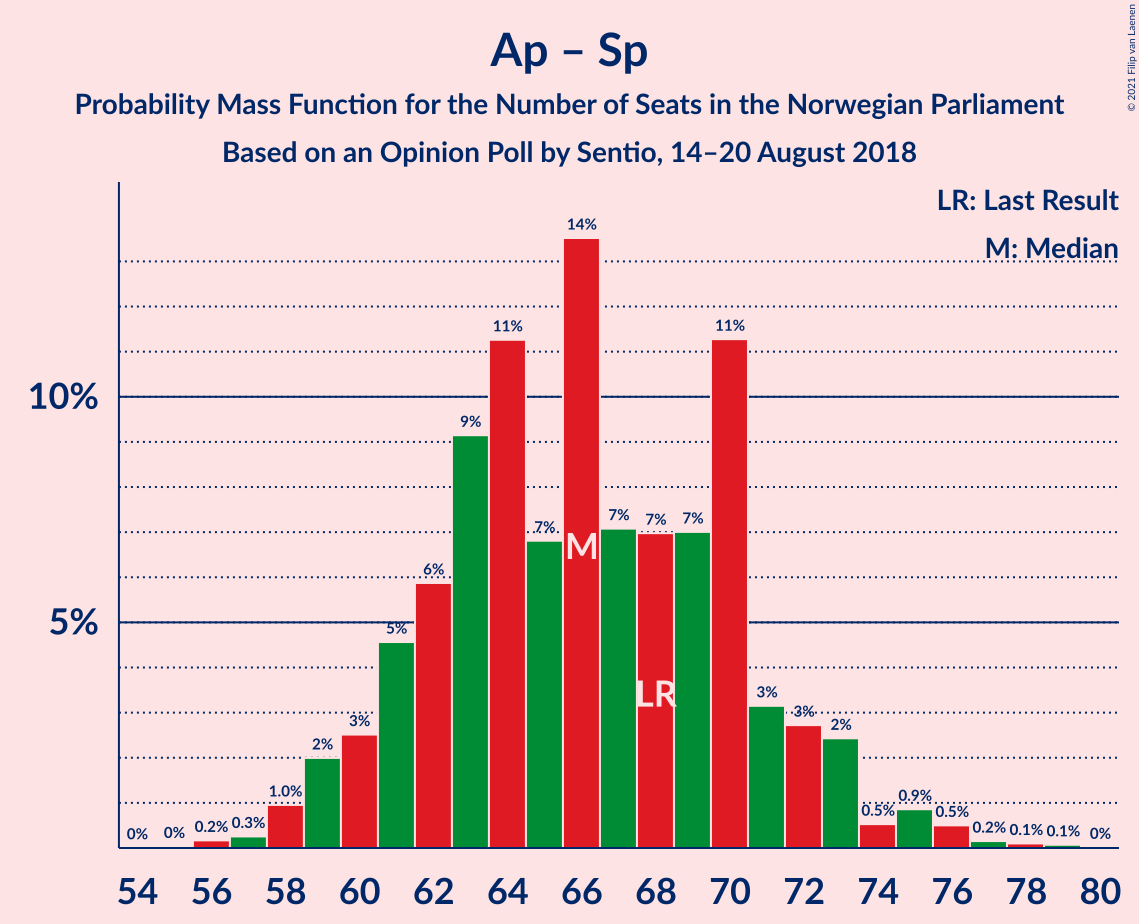 Ap – Sp
Probability Mass Function for the Number of Seats in the Norwegian Parliament
Based on an Opinion Poll by Sentio, 14–20 August 2018
© 2021 Filip van Laenen
LR: Last Result
M: Median
10%
5%
0% 0% 0.2% 0.3% 1.0% 2% 3% 5% 6% 9% 11% 7% 14% 7% 7% 7% 11% 3% 3% 2% 0.5% 0.9% 0.5% 0.2% 0.1% 0.1% 0%
M
LR
54 56 58 60 62 64 66 68 70 72 74 76 78 80